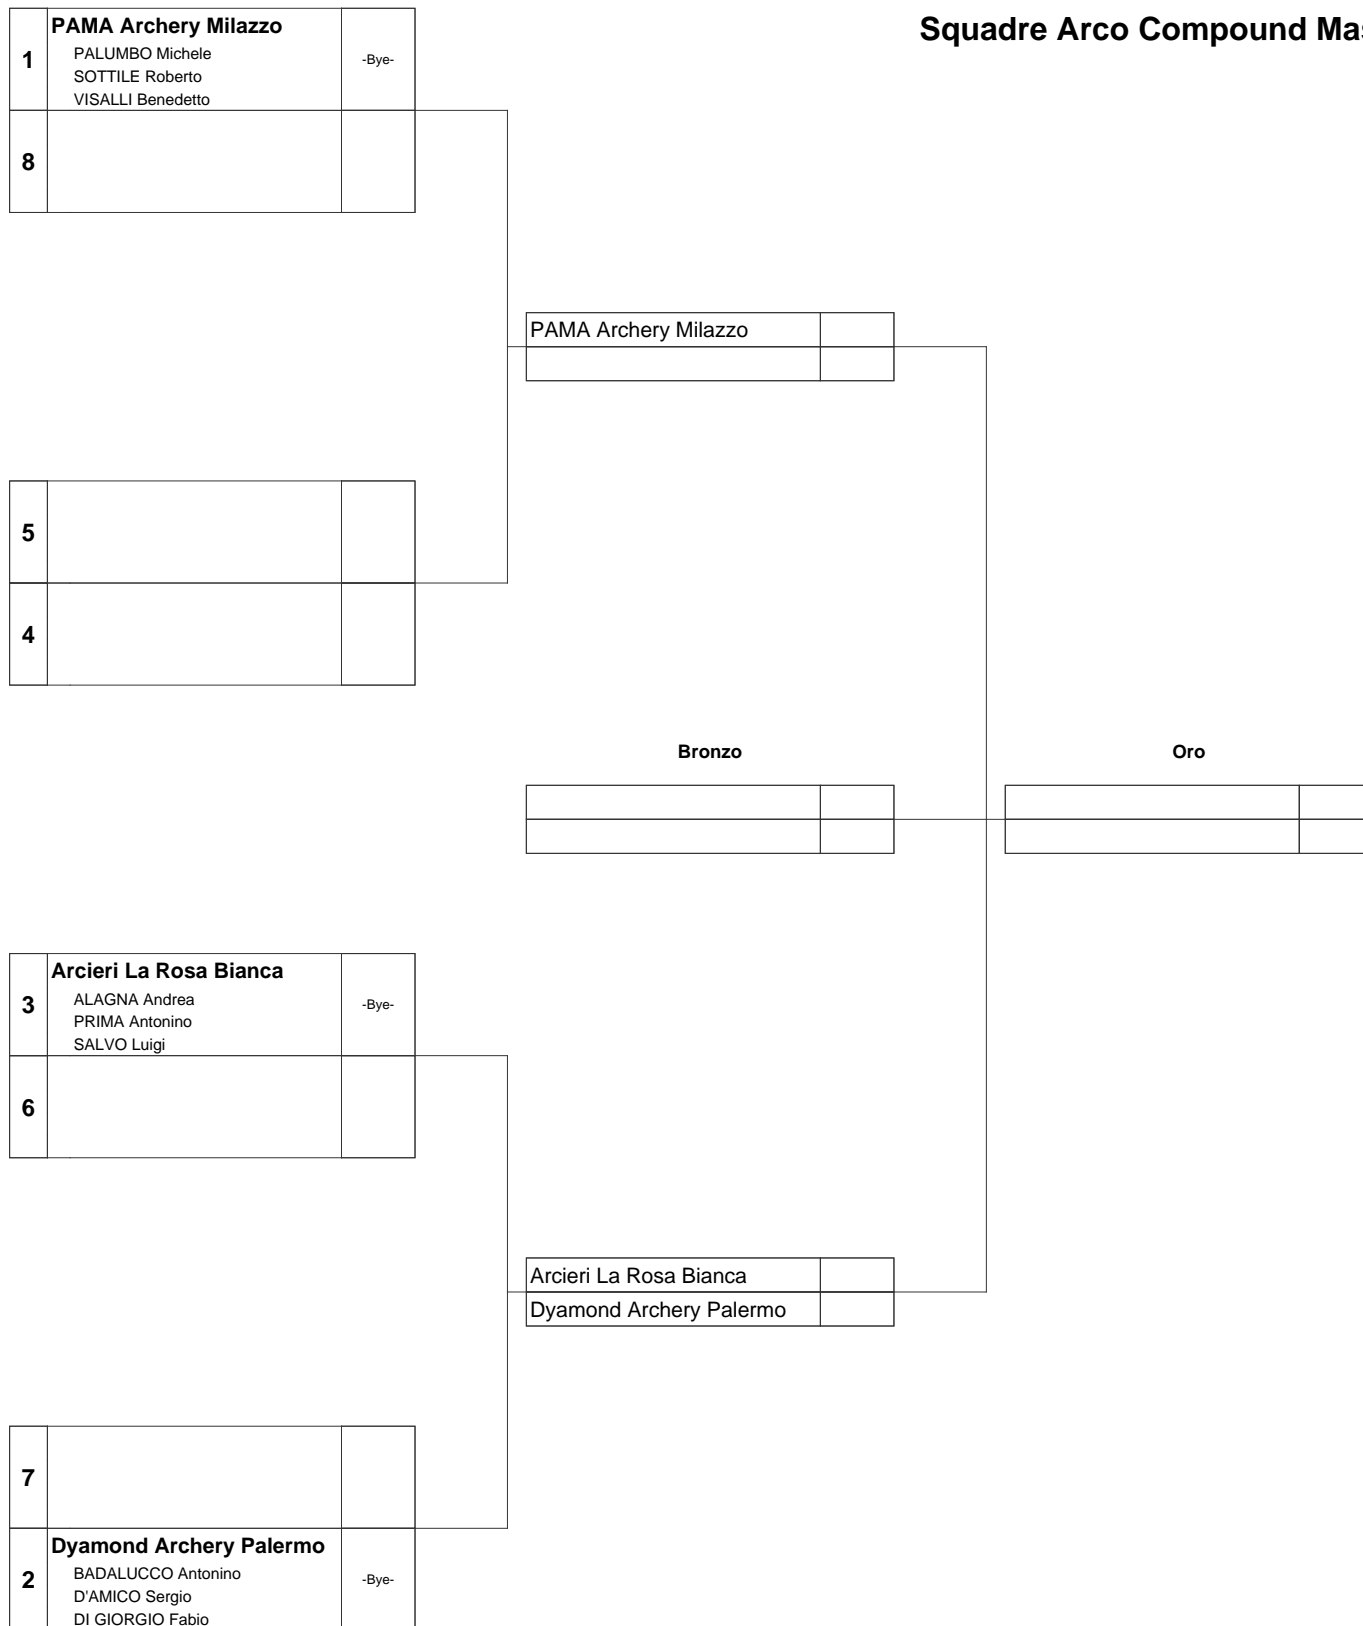 Squadre Arco Compound Mas
1
PAMA Archery Milazzo
PALUMBO Michele
SOTTILE Roberto
VISALLI Benedetto
-Bye-
8
PAMA Archery Milazzo
5
4
Bronzo
Oro
3
Arcieri La Rosa Bianca
ALAGNA Andrea
PRIMA Antonino
SALVO Luigi
-Bye-
6
Arcieri La Rosa Bianca
Dyamond Archery Palermo
7
2
Dyamond Archery Palermo
BADALUCCO Antonino
D'AMICO Sergio
DI GIORGIO Fabio
-Bye-